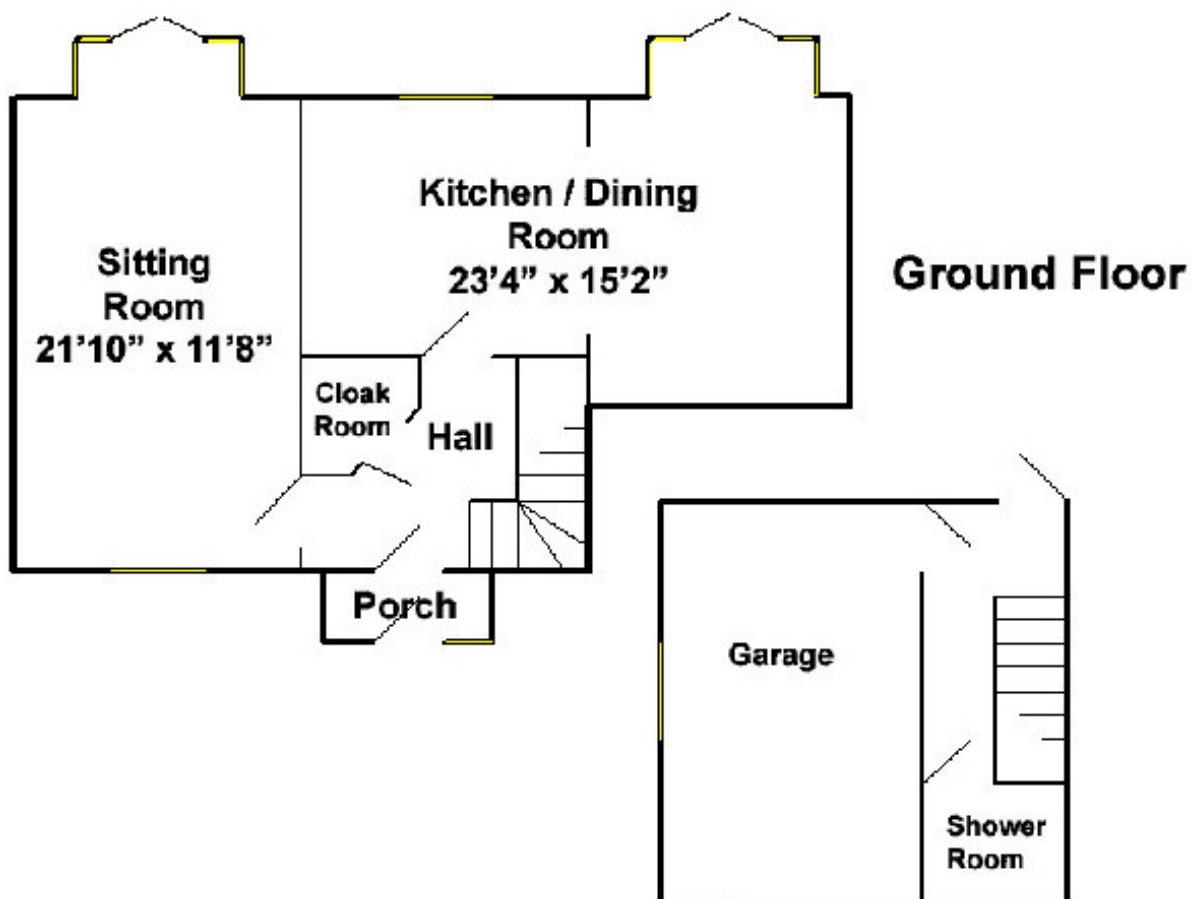 Kitchen / Dining
Room
23'4” x 15'2”
Sitting
Room
21'10” x 11'8”
Ground Floor
Cloak
Room
Hall
Porch
Garage
Shower
Room